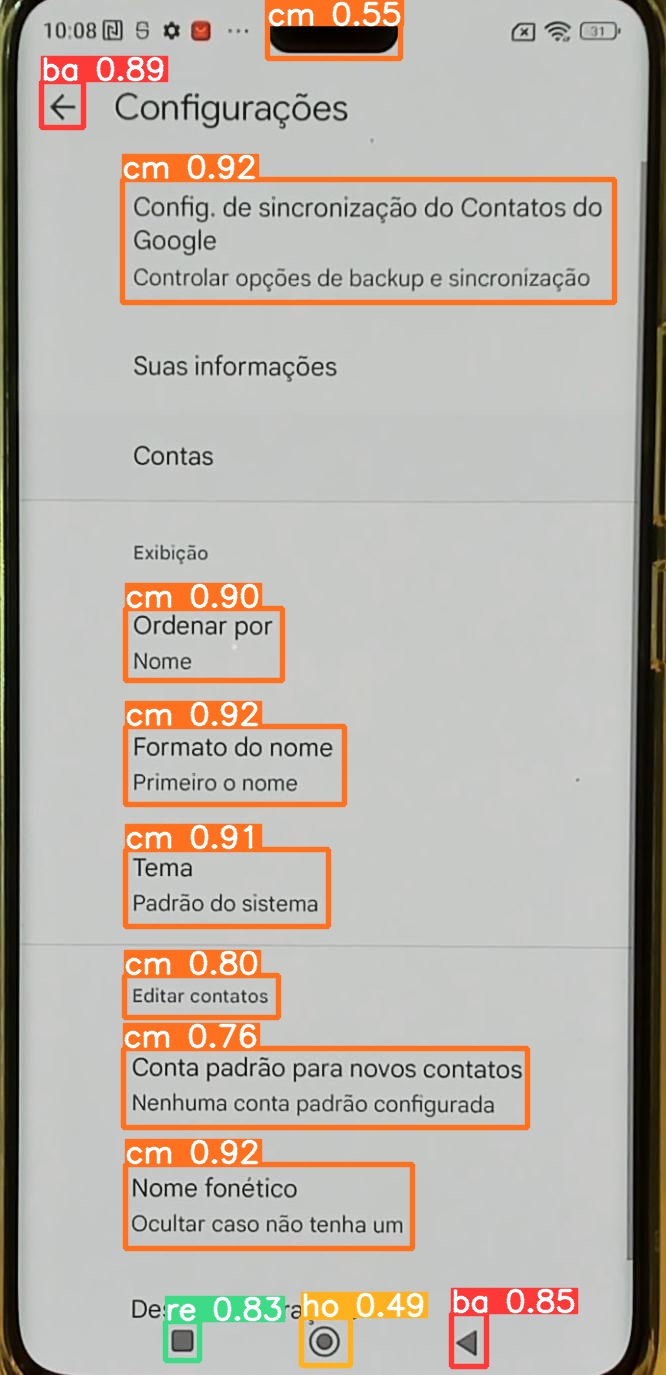 10:08
cm 0.55
31
ba 0.89
Configurações
cm 0.92
Config. de sincronização do Contatos do
Google
Controlar opções de backup e sincronização
Suas informações
Contas
Exibição
cm 0.90
Ordenar por
Nome
cm 0.92
Formato do nome
Primeiro o nome
cm 0.91
Tema
Padrão do sistema
cm 0.80
Editar contatos
cm 0.76
Conta padrão para novos contatos
Nenhuma conta padrão configurada
cm 0.92
Nome fonético
Ocultar caso não tenha um
re 0.83
ho 0.49
ba 0.85